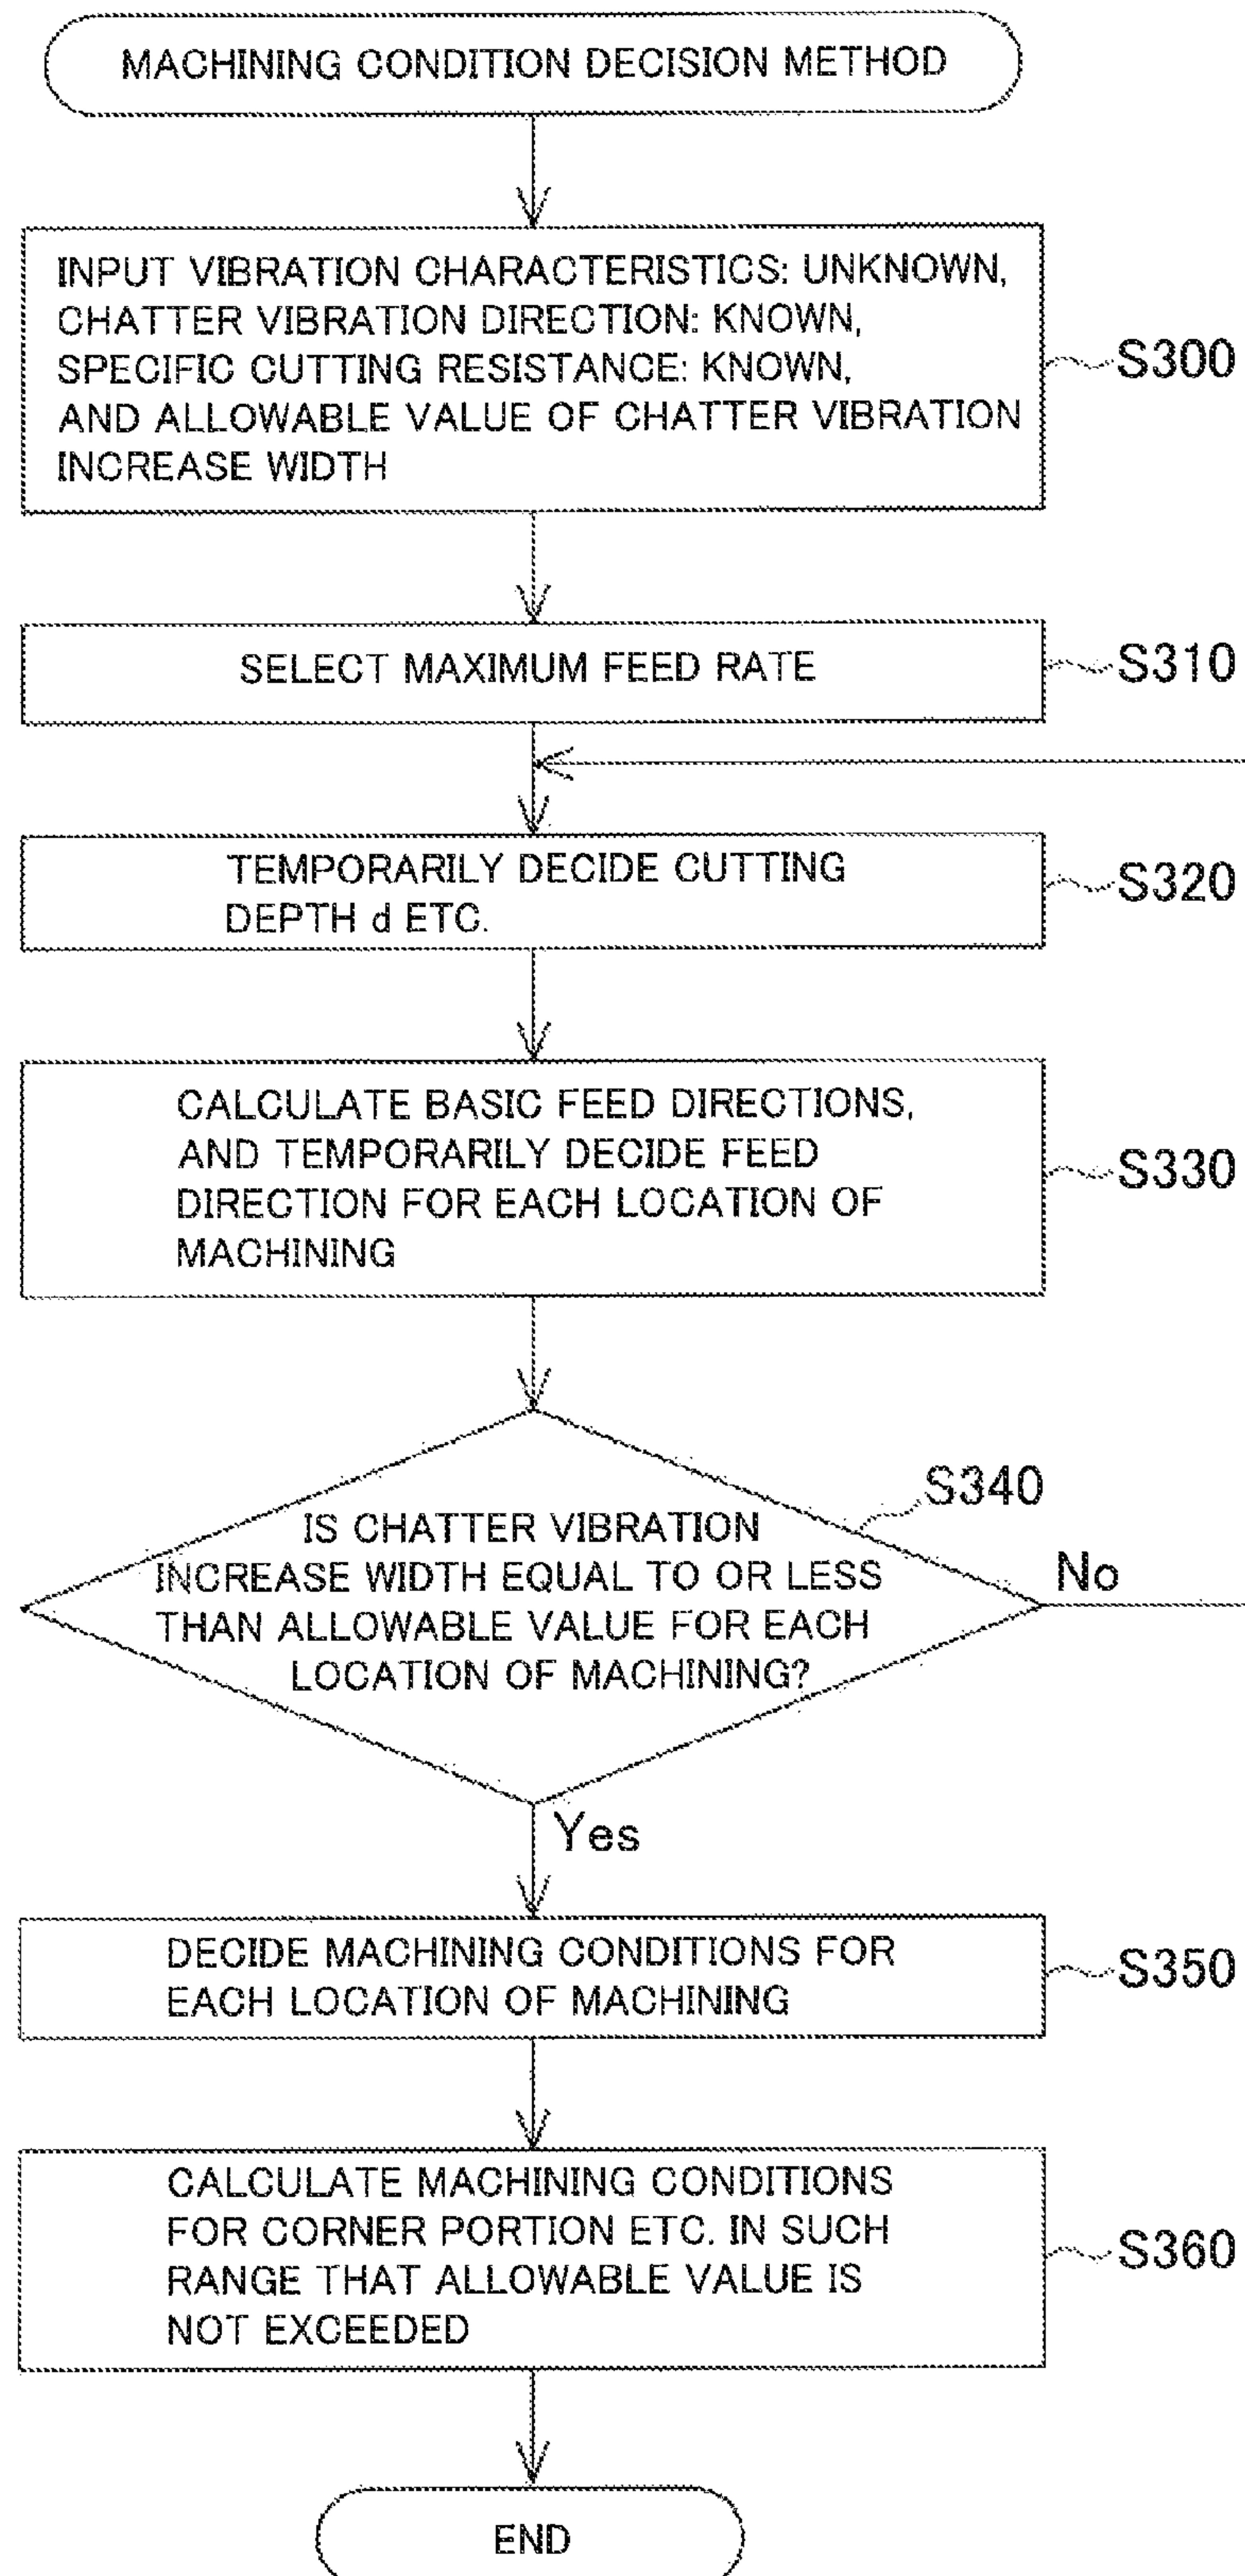 MACHINING CONDITION DECISION METHOD
INPUT VIBRATION CHARACTERISTICS: UNKNOWN,
CHATTER VIBRATION DIRECTION: KNOWN,
SPECIFIC CUTTING RESISTANCE: KNOWN,
AND ALLOWABLE VALUE OF CHATTER VIBRATION
INCREASE WIDTH
S300
SELECT MAXIMUM FEED RATE
S310
TEMPORARILY DECIDE CUTTING
DEPTH d ETC.
S320
CALCULATE BASIC FEED DIRECTIONS,
AND TEMPORARILY DECIDE FEED
DIRECTION FOR EACH LOCATION OF
MACHINING
S330
S340
IS CHATTER VIBRATION
INCREASE WIDTH EQUAL TO OR LESS
THAN ALLOWABLE VALUE FOR EACH
LOCATION OF MACHINING?
No
Yes
DECIDE MACHINING CONDITIONS FOR
EACH LOCATION OF MACHINING
S350
CALCULATE MACHINING CONDITIONS
FOR CORNER PORTION ETC. IN SUCH
RANGE THAT ALLOWABLE VALUE IS
NOT EXCEEDED
S360
END